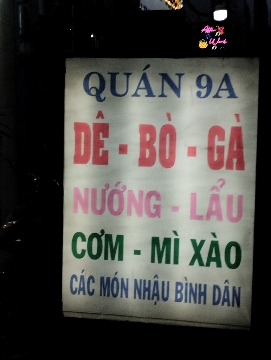 QUÁN 9A
DÊ - BÒ - GÀ
NƯỚNG - LẨU
CƠM - MÌ XÀO
CÁC MÓN NHẬU BÌNH DÂN